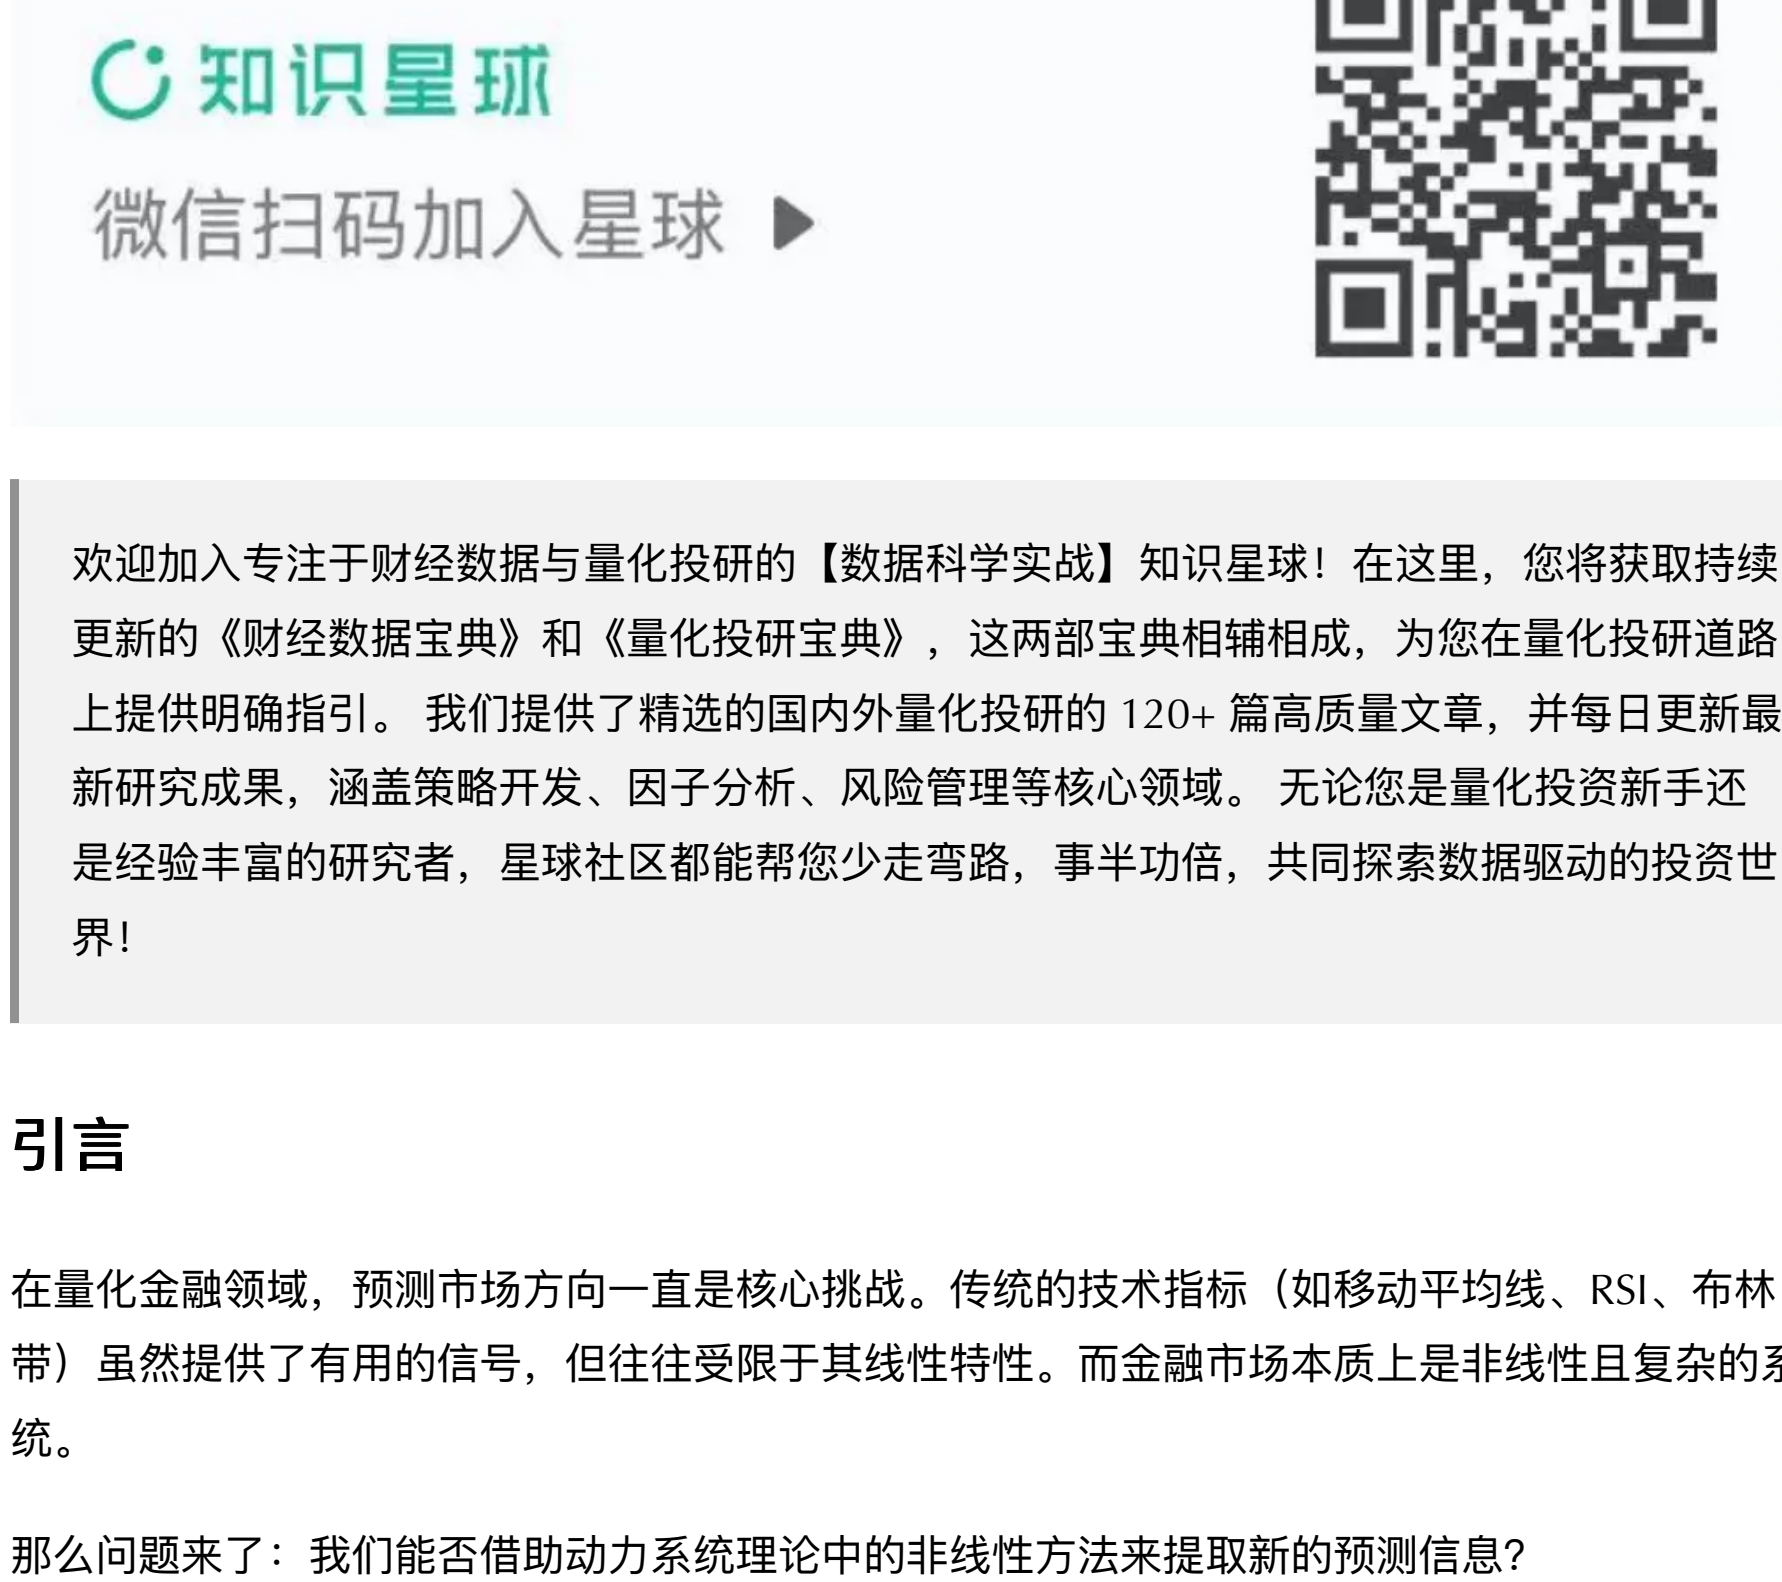 知识星球
微信扫码加入星球
欢迎加入专注于财经数据与量化投研的【数据科学实战】知识星球！在这里，您将获取持续
更新的《财经数据宝典》和《量化投研宝典》，这两部宝典相辅相成，为您在量化投研道路
上提供明确指引。 我们提供了精选的国内外量化投研的 120+ 篇高质量文章，并每日更新最
新研究成果，涵盖策略开发、因子分析、风险管理等核心领域。 无论您是量化投资新手还
是经验丰富的研究者，星球社区都能帮您少走弯路，事半功倍，共同探索数据驱动的投资世
界！
引言
在量化金融领域，预测市场方向一直是核心挑战。传统的技术指标（如移动平均线、RSI、布林
带）虽然提供了有用的信号，但往往受限于其线性特性。而金融市场本质上是非线性且复杂的系
统。
那么问题来了：我们能否借助动力系统理论中的非线性方法来提取新的预测信息？